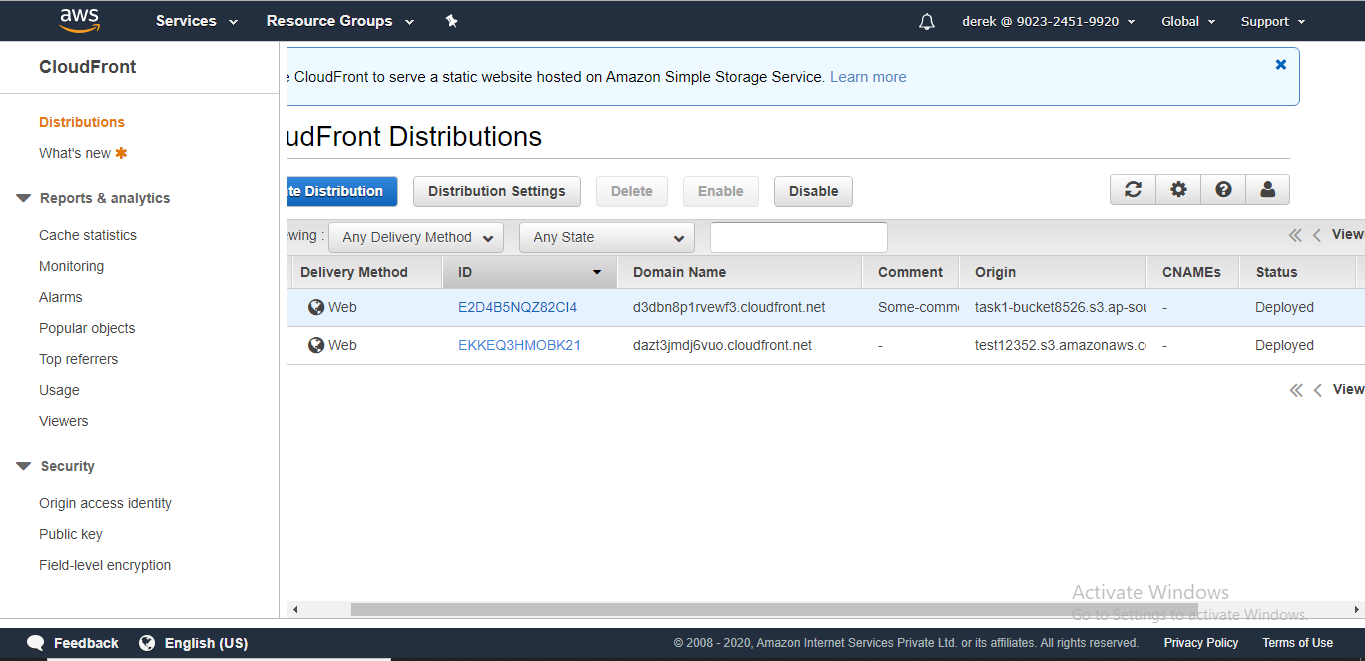 aws Services Resource Groups derek @ 9023-2451-9920 Global Support
CloudFront
Distributions
What's new
Reports & analytics
Cache statistics
Monitoring
Alarms
Popular objects
Top referrers
Usage
Viewers
Security
Origin access identity
Public key
Field-level encryption
CloudFront to serve a static website hosted on Amazon Simple Storage Service. Learn more
udFront Distributions
te Distribution Distribution Settings Delete Enable Disable
wing : Any Delivery Method Any State View
Delivery Method ID Domain Name Comment Origin CNAMEs Status
Web E2D4B5NQZ82CI4 d3dbn8p1rvewf3.cloudfront.net Some-comm task1-bucket8526.s3.ap-sou - Deployed
Web EKKEQ3HMOBK21 dazt3jmdj6vuo.cloudfront.net - test12352.s3.amazonaws.c - Deployed
View
Activate Windows
Go to Settings to activate Windows.
Feedback English (US) © 2008 - 2020, Amazon Internet Services Private Ltd. or its affiliates. All rights reserved. Privacy Policy Terms of Use